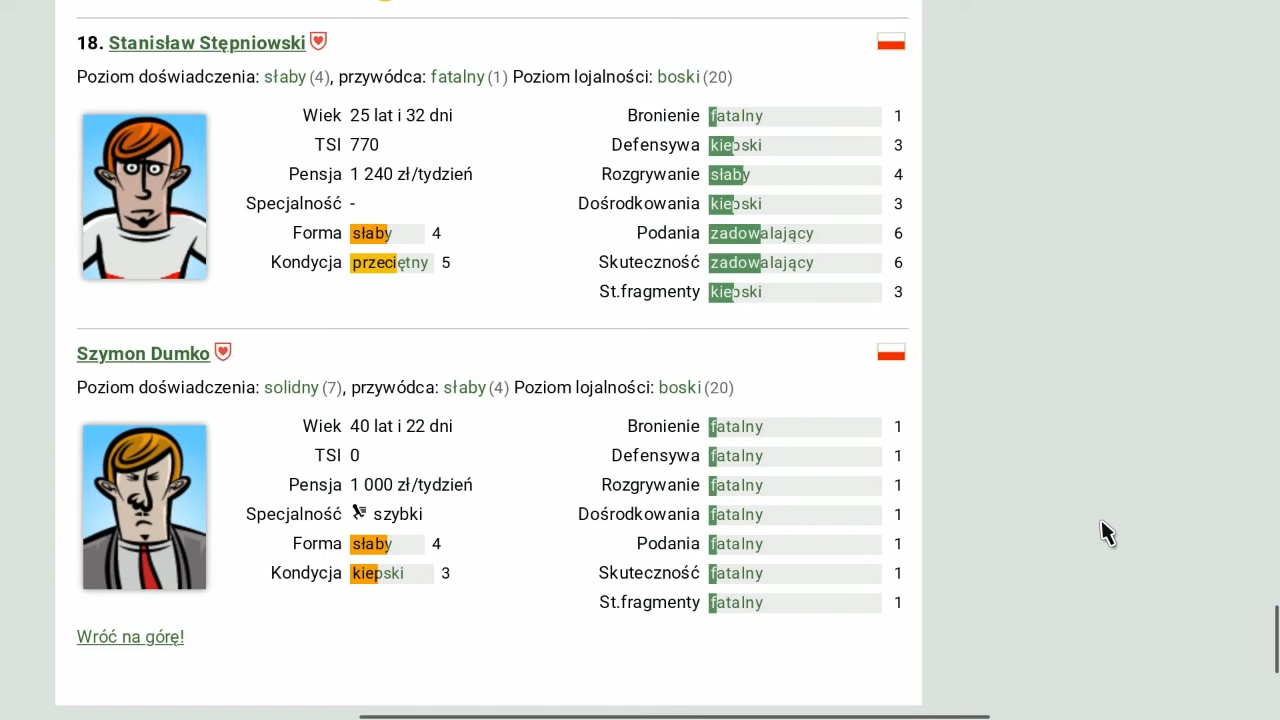 18. Stanisław Stępniowski
Poziom doświadczenia: słaby (4), przywódca: fatalny (1) Poziom lojalności: boski (20)
Wiek 25 lat i 32 dni
TSI 770
Pensja 1 240 zł/tydzień
Specjalność -
Forma słaby 4
Kondycja przeciętny 5
Bronienie fatalny 1
Defensywa kiepski 3
Rozgrywanie słaby 4
Dośrodkowania kiepski 3
Podania zadowalający 6
Skuteczność zadowalający 6
St.fragmenty kiepski 3
Szymon Dumko
Poziom doświadczenia: solidny (7), przywódca: słaby (4) Poziom lojalności: boski (20)
Wiek 40 lat i 22 dni
TSI 0
Pensja 1 000 zł/tydzień
Specjalność szybki
Forma słaby 4
Kondycja kiepski 3
Bronienie fatalny 1
Defensywa fatalny 1
Rozgrywanie fatalny 1
Dośrodkowania fatalny 1
Podania fatalny 1
Skuteczność fatalny 1
St.fragmenty fatalny 1
Wróć na górę!